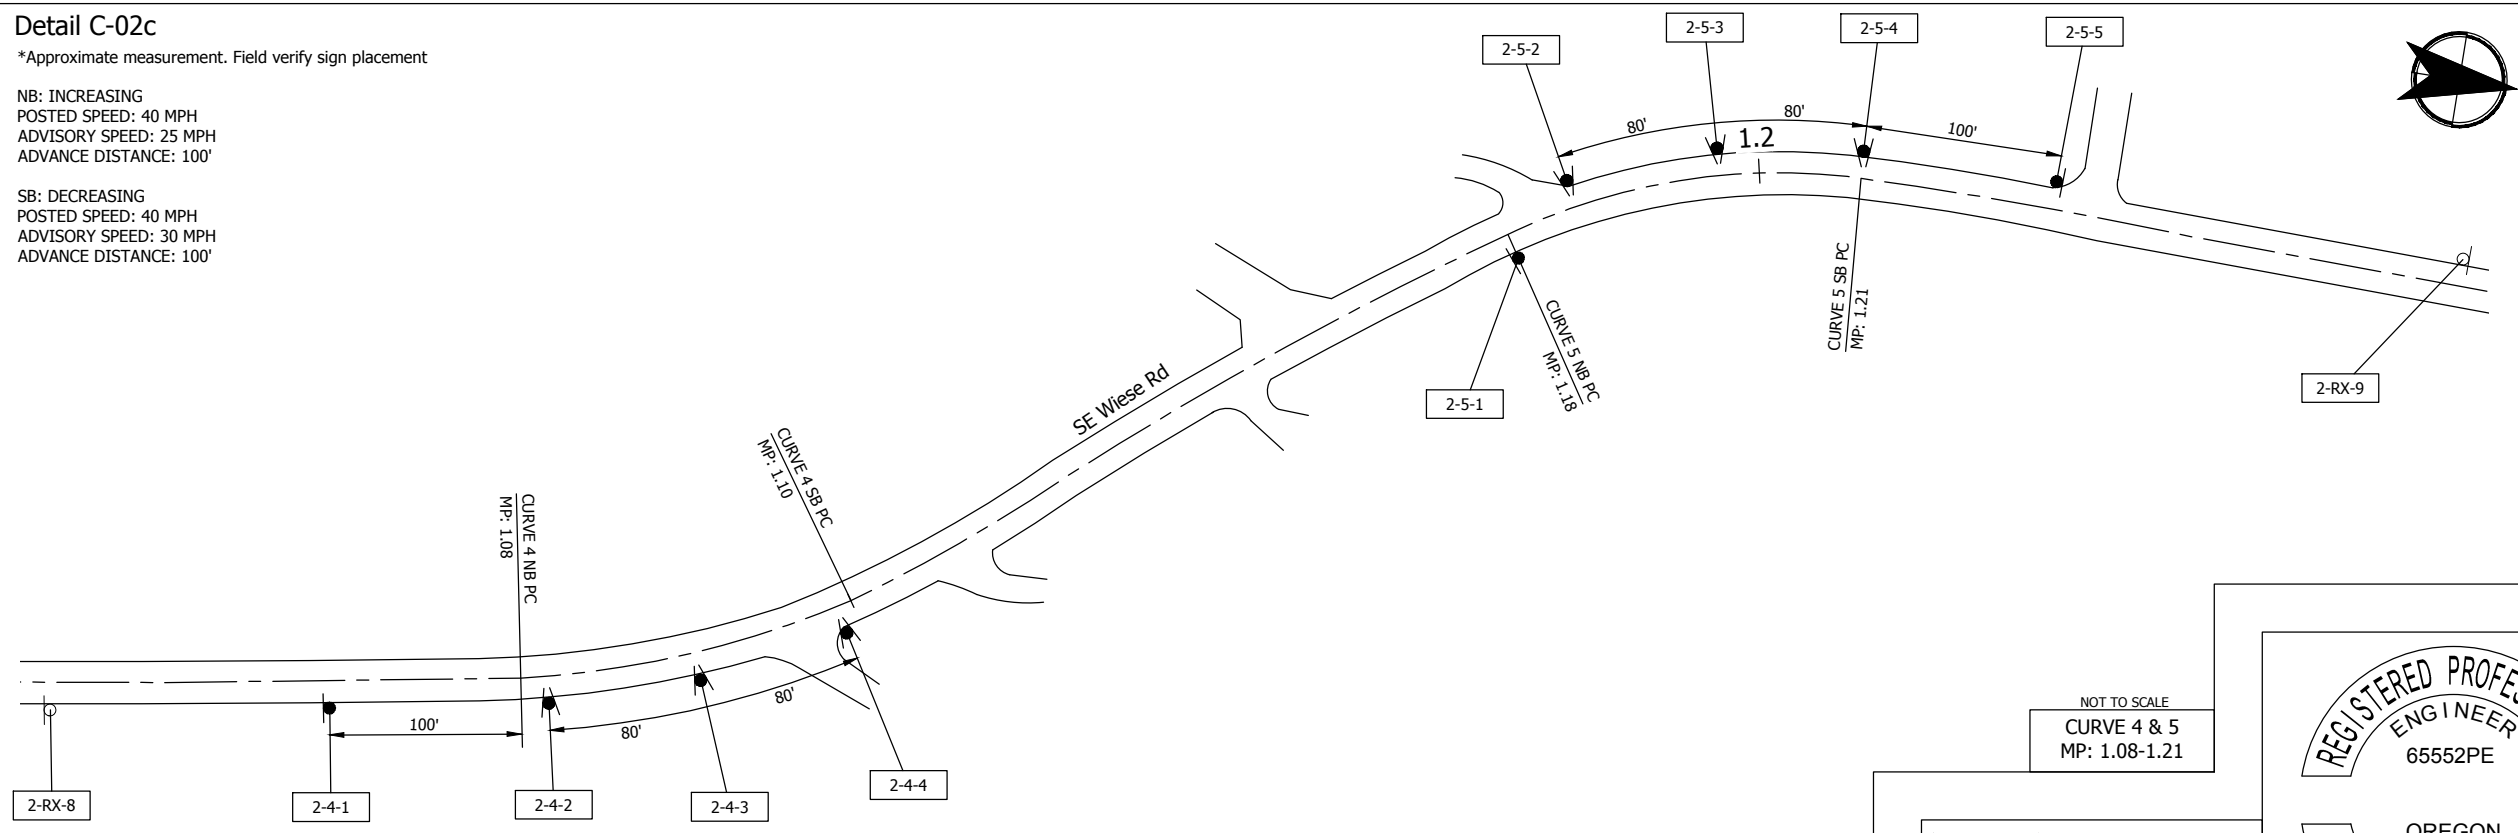 Detail C-02c
*Approximate measurement. Field verify sign placement
NB: INCREASING
POSTED SPEED: 40 MPH
ADVISORY SPEED: 25 MPH
ADVANCE DISTANCE: 100'
SB: DECREASING
POSTED SPEED: 40 MPH
ADVISORY SPEED: 30 MPH
ADVANCE DISTANCE: 100'
2-5-2
2-5-3
2-5-4
2-5-5
80'
80'
100'
1.2
CURVE 5 SB PC
MP: 1.21
CURVE 5 NB PC
MP: 1.18
2-5-1
2-RX-9
SE Wiese Rd
CURVE 4 SB PC
MP: 1.10
CURVE 4 NB PC
MP: 1.08
100'
80'
80'
2-RX-8
2-4-1
2-4-2
2-4-3
2-4-4
NOT TO SCALE
CURVE 4 & 5
MP: 1.08-1.21
REGISTERED
ENGINEER
65552PE
OREGON